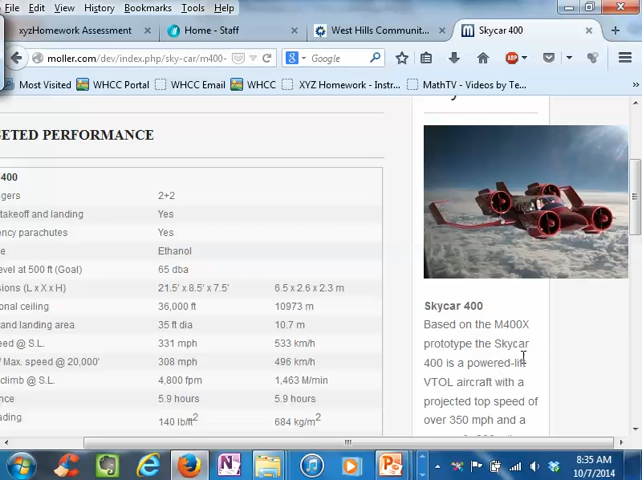 File Edit View History Bookmarks Tools Help
xyzHomework Assessment × Home - Staff × West Hills Communit... × Skycar 400 ×
moller.com/dev/index.php/sky-car/m400- Google
Most Visited WHCC Portal WHCC Email XYZ Homework - Instr... WHCC MathTV - Videos by Te...
ETED PERFORMANCE
400
gers 2+2
takeoff and landing Yes
ncy parachutes Yes
e Ethanol
evel at 500 ft (Goal) 65 dba
sions (L x X x H) 21.5' x 8.5' x 7.5' 6.5 x 2.6 x 2.3 m
onal ceiling 36,000 ft 10973 m
and landing area 35 ft dia 10.7 m
eed @ S.L. 331 mph 533 km/h
/ Max. speed @ 20,000' 308 mph 496 km/h
climb @ S.L. 4,800 fpm 1,463 M/min
nce 5.9 hours 5.9 hours
ading 140 lb/ft2 684 kg/m2
Skycar 400
Based on the M400X
prototype the Skycar
400 is a powered-lift
VTOL aircraft with a
projected top speed of
over 350 mph and a
8:35 AM
10/7/2014